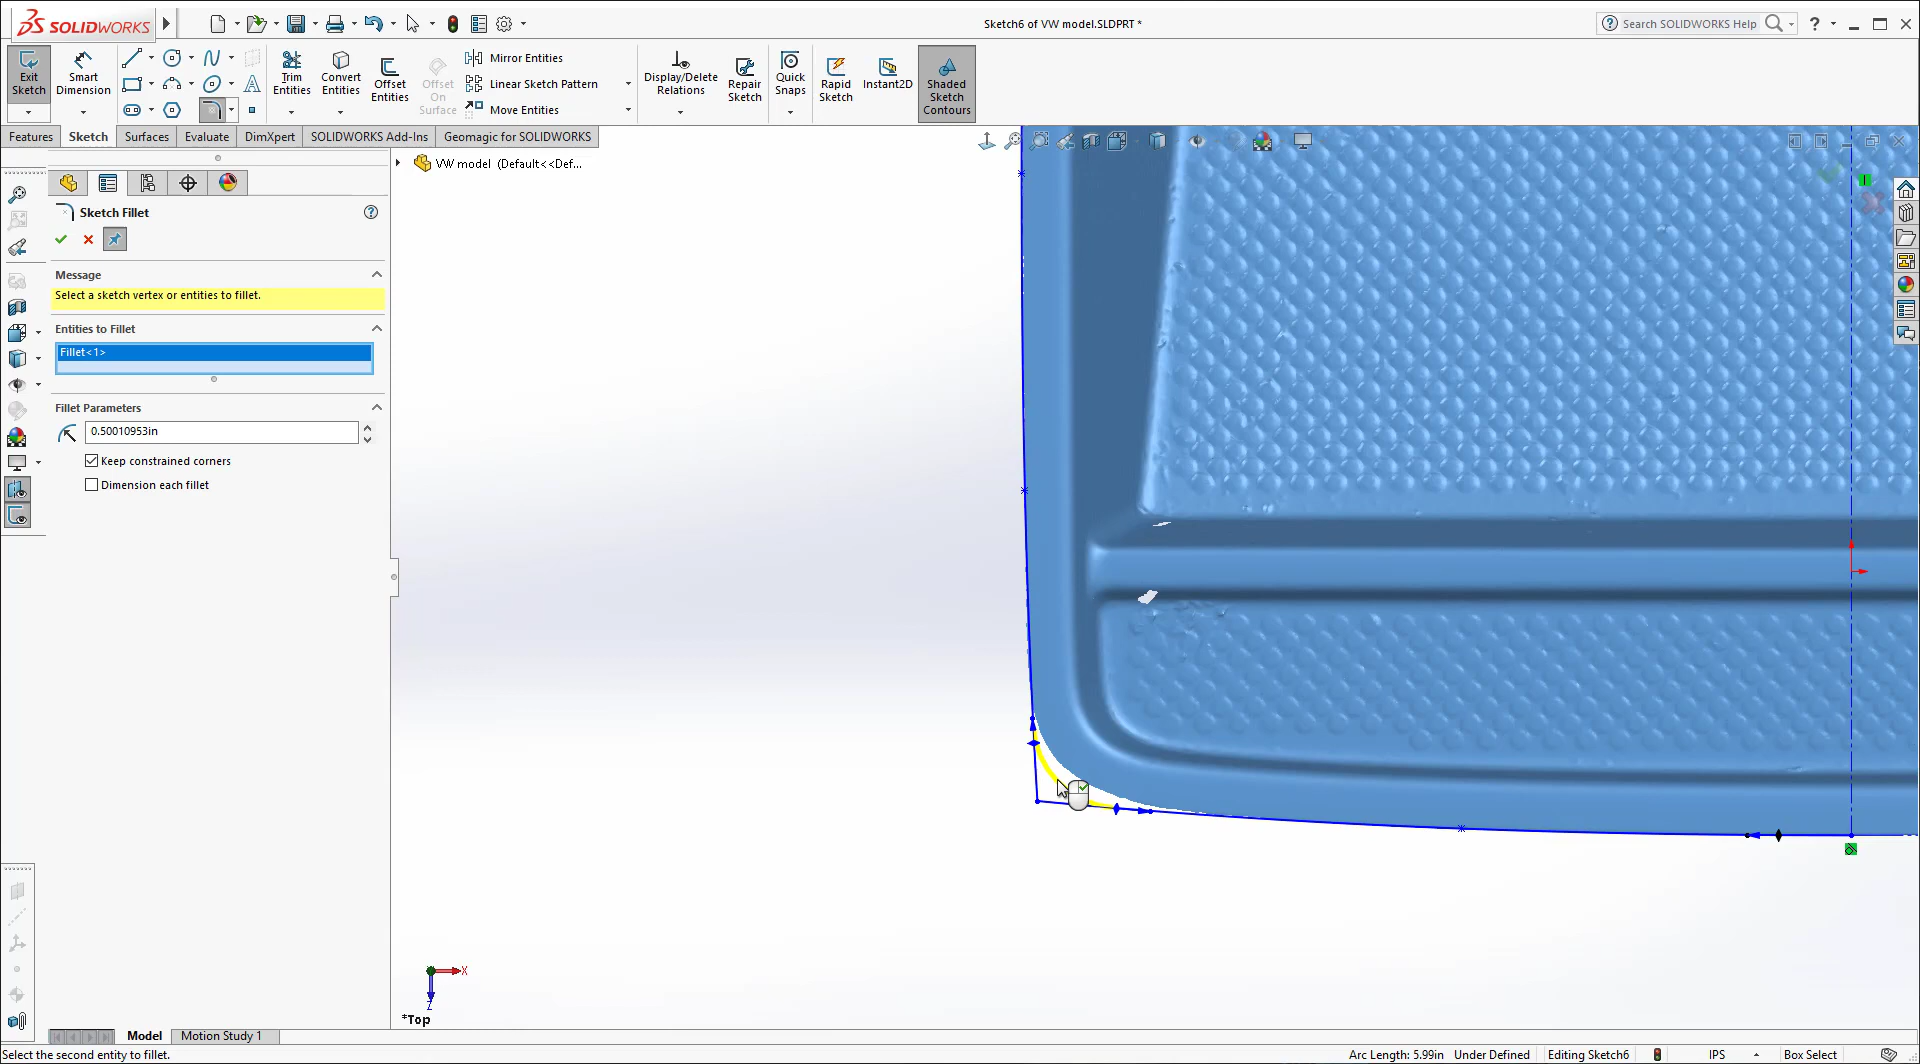 SOLIDWORKS
Sketch6 of VW model.SLDPRT *
Search SOLIDWORKS Help
?
Exit Sketch
Smart Dimension
Trim Entities
Convert Entities
Offset Entities
Offset On Surface
Mirror Entities
Linear Sketch Pattern
Move Entities
Display/Delete Relations
Repair Sketch
Quick Snaps
Rapid Sketch
Instant2D
Shaded Sketch Contours
Features
Sketch
Surfaces
Evaluate
DimXpert
SOLIDWORKS Add-Ins
Geomagic for SOLIDWORKS
VW model (Default<<Def...
Sketch Fillet
?
Message
Select a sketch vertex or entities to fillet.
Entities to Fillet
Fillet<1>
Fillet Parameters
0.50010953in
Keep constrained corners
Dimension each fillet
X
Z
*Top
Model
Motion Study 1
Select the second entity to fillet.
Arc Length: 5.99in
Under Defined
Editing Sketch6
IPS
Box Select